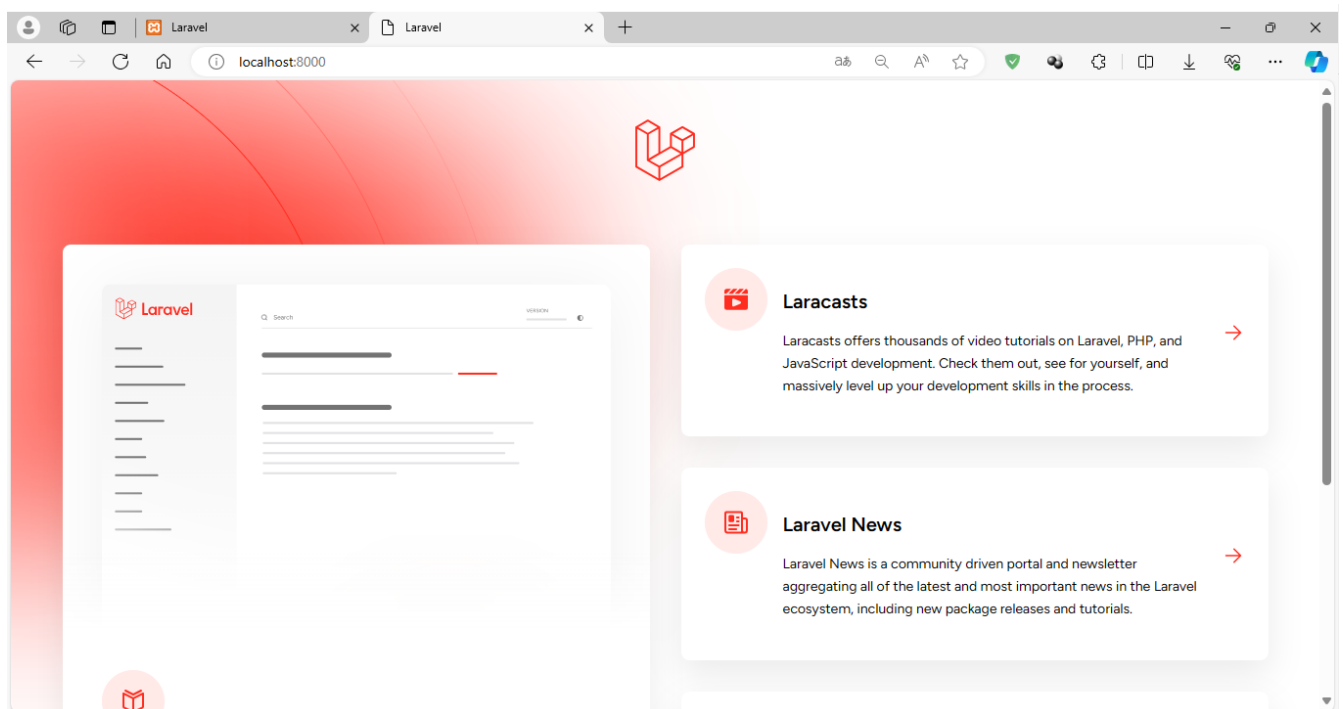 Laravel
Laravel
localhost:8000
Laravel
Search
VERSION
Laracasts
Laracasts offers thousands of video tutorials on Laravel, PHP, and
JavaScript development. Check them out, see for yourself, and
massively level up your development skills in the process.
Laravel News
Laravel News is a community driven portal and newsletter
aggregating all of the latest and most important news in the Laravel
ecosystem, including new package releases and tutorials.